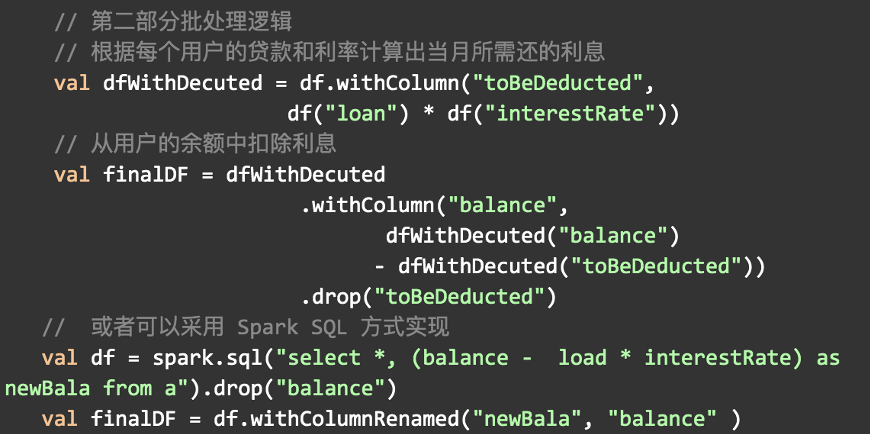 // 第二部分批处理逻辑
// 根据每个用户的贷款和利率计算出当月所需还的利息
val dfWithDecuted = df.withColumn("toBeDeducted",
df("loan") * df("interestRate"))
// 从用户的余额中扣除利息
val finalDF = dfWithDecuted
.withColumn("balance",
dfWithDecuted("balance")
- dfWithDecuted("toBeDeducted"))
.drop("toBeDeducted")
//  或者可以采用 Spark SQL 方式实现
val df = spark.sql("select *, (balance -  load * interestRate) as
newBala from a").drop("balance")
val finalDF = df.withColumnRenamed("newBala", "balance" )